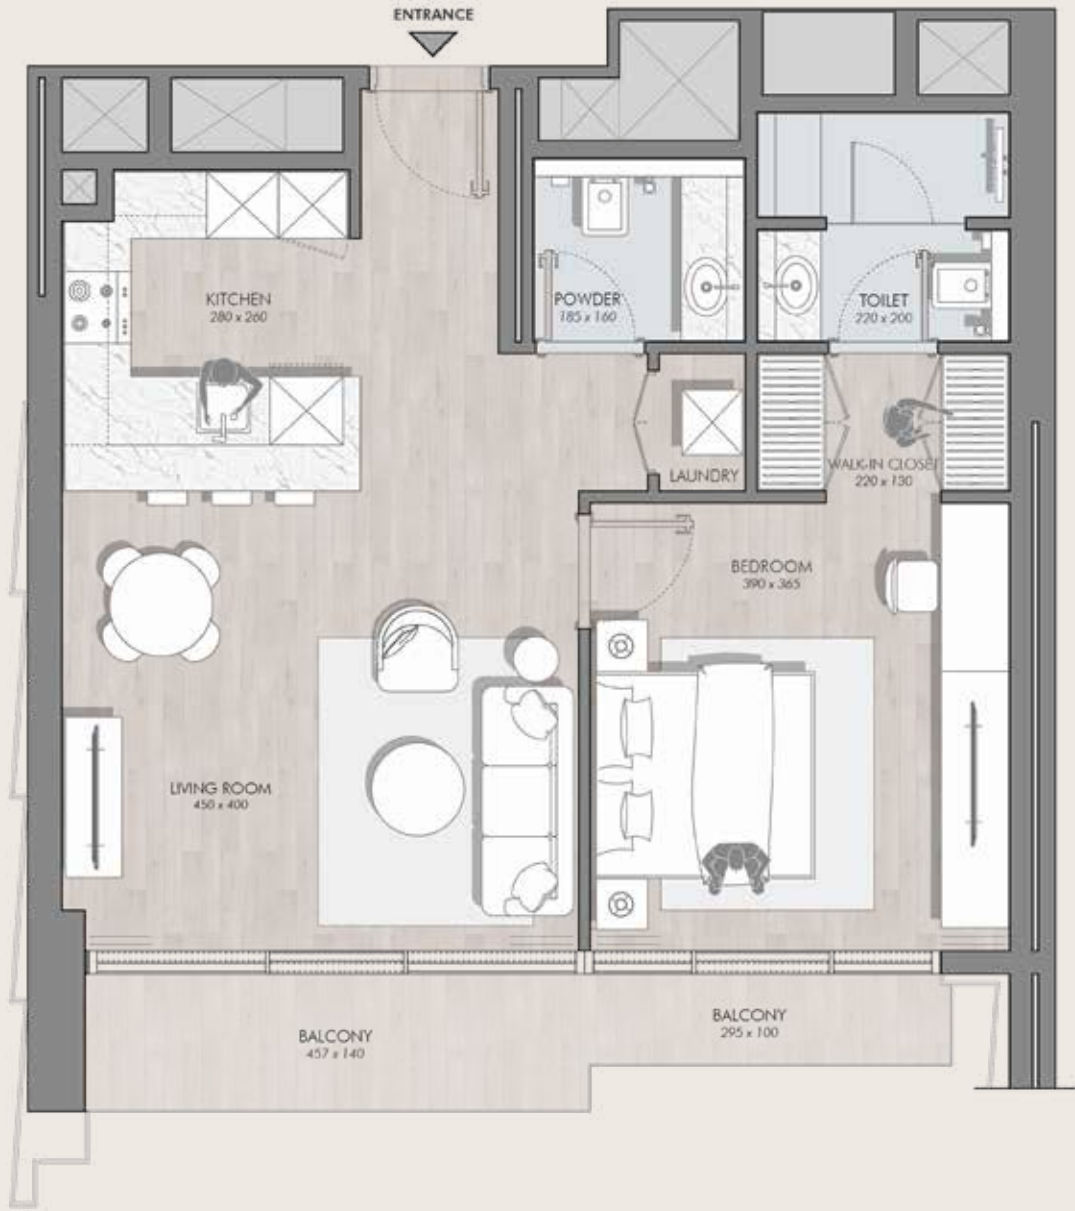 ENTRANCE
KITCHEN
280 x 260
POWDER
185 x 160
TOILET
220 x 200
LAUNDRY
WALK-IN CLOSET
220 x 130
BEDROOM
390 x 365
LIVING ROOM
450 x 400
BALCONY
457 x 140
BALCONY
295 x 100